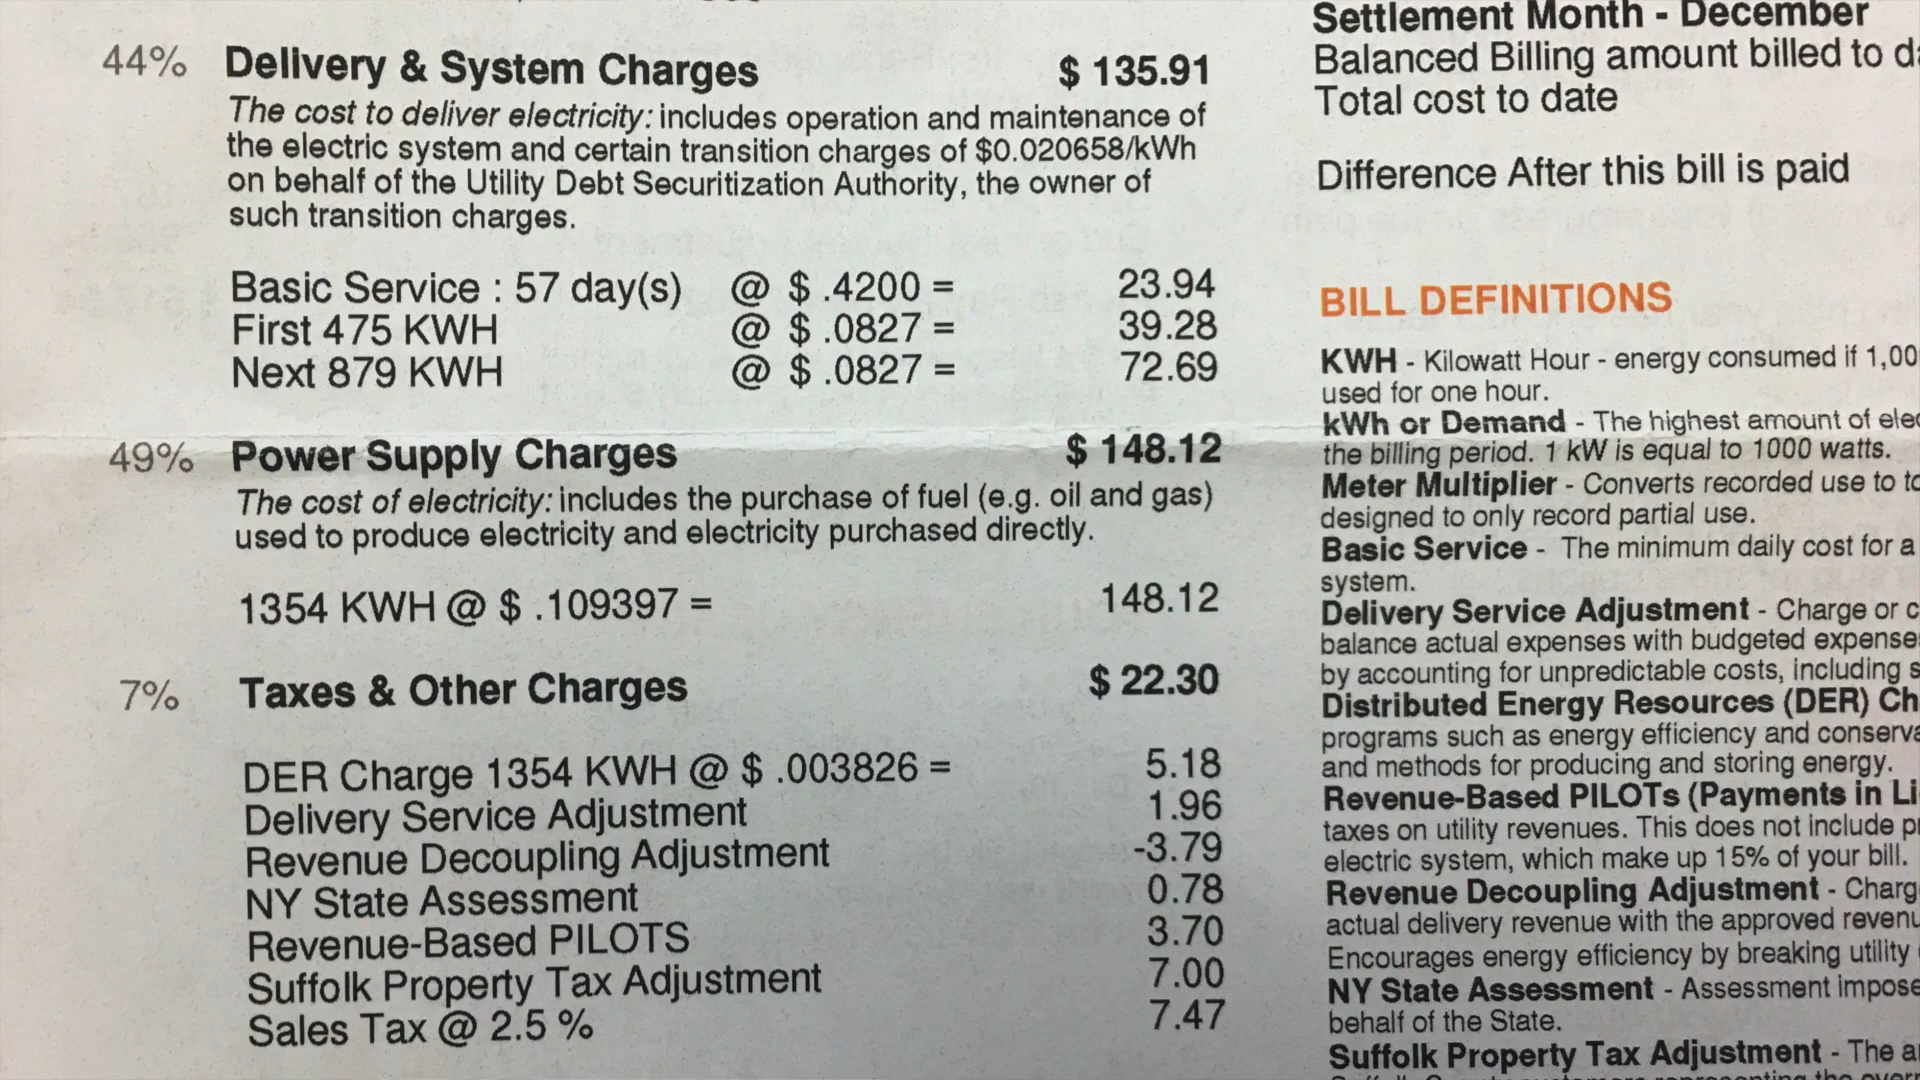 44% Delivery & System Charges $ 135.91
The cost to deliver electricity: includes operation and maintenance of
the electric system and certain transition charges of $0.020658/kWh
on behalf of the Utility Debt Securitization Authority, the owner of
such transition charges.
Basic Service : 57 day(s) @ $ .4200 = 23.94
First 475 KWH @ $ .0827 = 39.28
Next 879 KWH @ $ .0827 = 72.69
49% Power Supply Charges $ 148.12
The cost of electricity: includes the purchase of fuel (e.g. oil and gas)
used to produce electricity and electricity purchased directly.
1354 KWH @ $ .109397 = 148.12
7% Taxes & Other Charges $ 22.30
DER Charge 1354 KWH @ $ .003826 = 5.18
Delivery Service Adjustment 1.96
Revenue Decoupling Adjustment -3.79
NY State Assessment 0.78
Revenue-Based PILOTS 3.70
Suffolk Property Tax Adjustment 7.00
Sales Tax @ 2.5 % 7.47
Settlement Month - December
Balanced Billing amount billed to
Total cost to date
Difference After this bill is paid
BILL DEFINITIONS
KWH - Kilowatt Hour - energy consumed if 1,00
used for one hour.
kWh or Demand - The highest amount of
the billing period. 1 kW is equal to 1000 watts.
Meter Multiplier - Converts recorded use to
designed to only record partial use.
Basic Service - The minimum daily cost for a
system.
Delivery Service Adjustment - Charge or
balance actual expenses with budgeted
by accounting for unpredictable costs, including
Distributed Energy Resources (DER)
programs such as energy efficiency and
and methods for producing and storing energy.
Revenue-Based PILOTs (Payments in
taxes on utility revenues. This does not include
electric system, which make up 15% of your bill.
Revenue Decoupling Adjustment -
actual delivery revenue with the approved
Encourages energy efficiency by breaking utility
NY State Assessment - Assessment
behalf of the State.
Suffolk Property Tax Adjustment - The